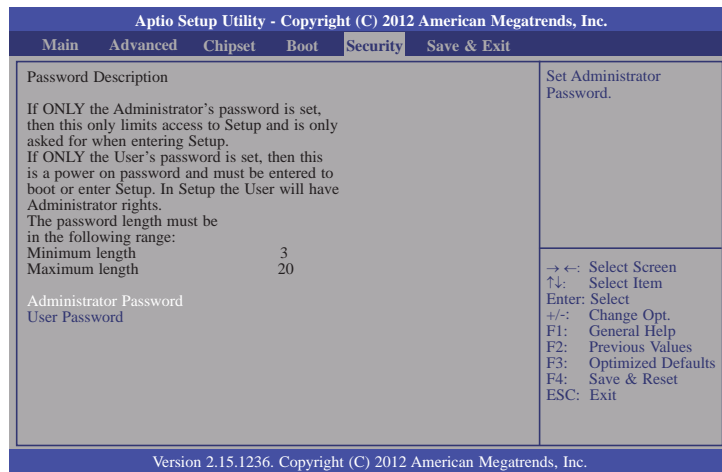 Aptio Setup Utility - Copyright (C) 2012 American Megatrends, Inc.
Main Advanced Chipset Boot Security Save & Exit
Password Description
If ONLY the Administrator's password is set,
then this only limits access to Setup and is only
asked for when entering Setup.
If ONLY the User's password is set, then this
is a power on password and must be entered to
boot or enter Setup. In Setup the User will have
Administrator rights.
The password length must be
in the following range:
Minimum length 3
Maximum length 20
Administrator Password
User Password
Set Administrator
Password.
→ ←: Select Screen
↑↓: Select Item
Enter: Select
+/-: Change Opt.
F1: General Help
F2: Previous Values
F3: Optimized Defaults
F4: Save & Reset
ESC: Exit
Version 2.15.1236. Copyright (C) 2012 American Megatrends, Inc.